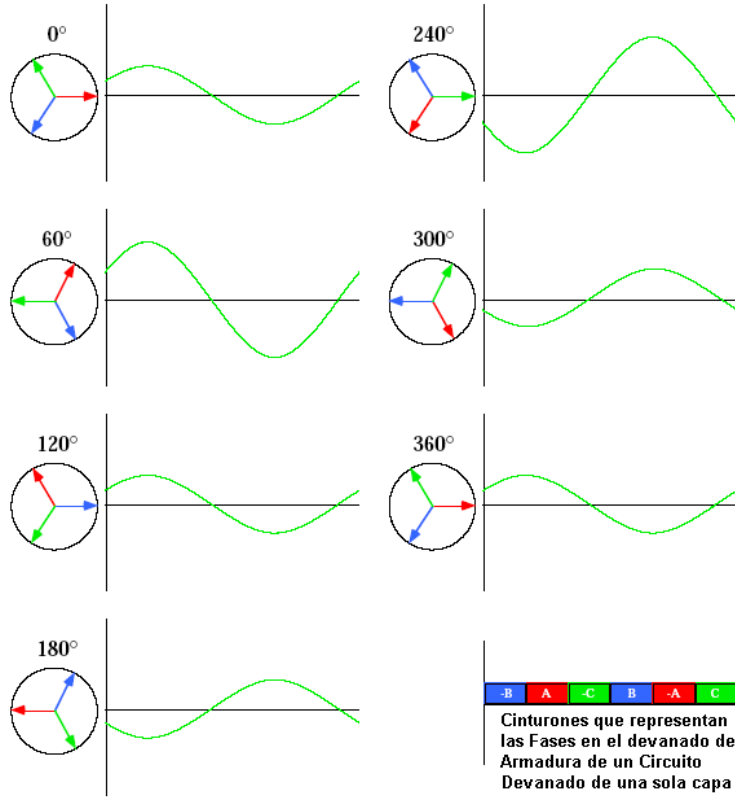 0°
240°
60°
300°
120°
360°
180°
-B A -C B -A C
Cinturones que representan
las Fases en el devanado de
Armadura de un Circuito
Devanado de una sola capa